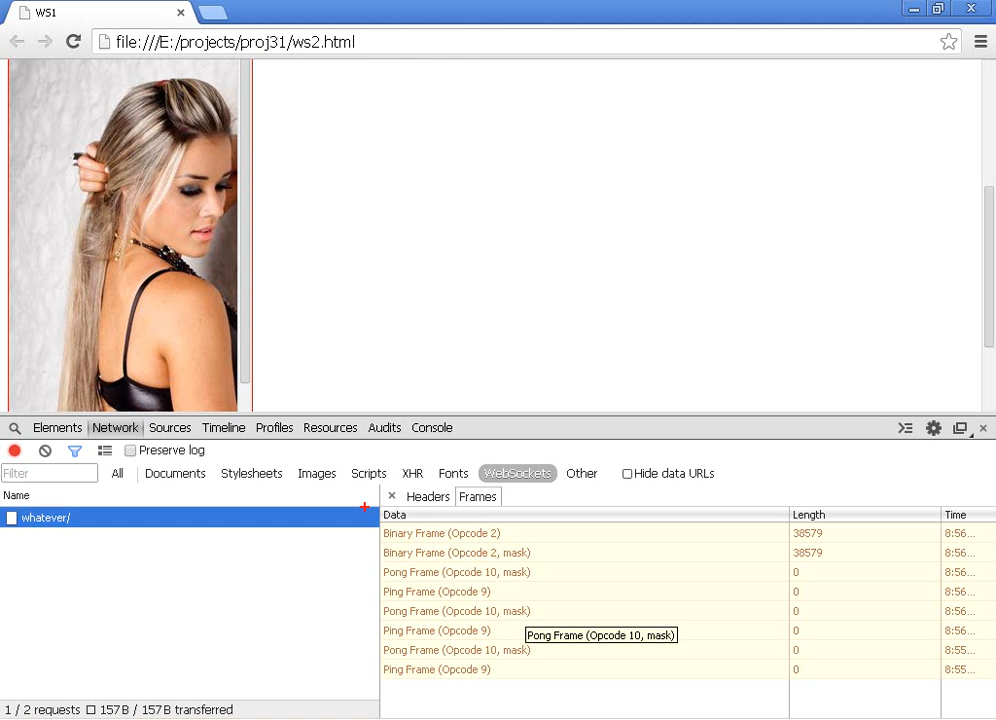 WS1
file:///E:/projects/proj31/ws2.html
Elements Network Sources Timeline Profiles Resources Audits Console
Preserve log
Filter All Documents Stylesheets Images Scripts XHR Fonts WebSockets Other Hide data URLs
Name
whatever/
Headers Frames
Data Length Time
Binary Frame (Opcode 2) 38579 8:56...
Binary Frame (Opcode 2, mask) 38579 8:56...
Pong Frame (Opcode 10, mask) 0 8:56...
Ping Frame (Opcode 9) 0 8:56...
Pong Frame (Opcode 10, mask) 0 8:56...
Ping Frame (Opcode 9) 0 8:56...
Pong Frame (Opcode 10, mask)
Pong Frame (Opcode 10, mask) 0 8:55...
Ping Frame (Opcode 9) 0 8:55...
1 / 2 requests □ 157 B / 157 B transferred